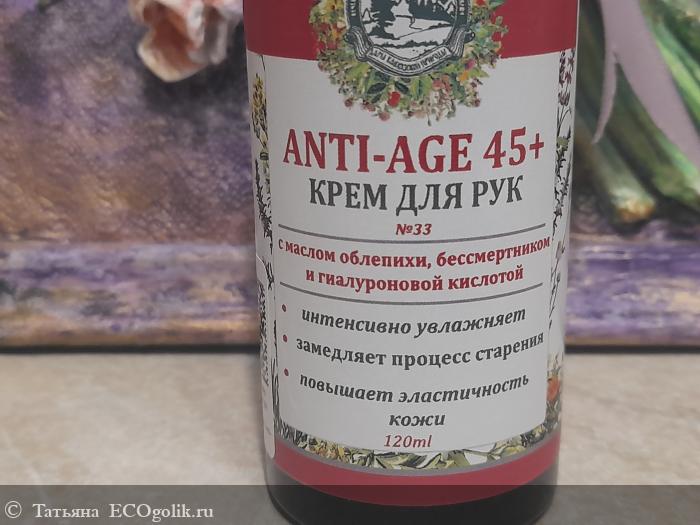 ANTI-AGE 45+
КРЕМ ДЛЯ РУК
№33
с маслом облепихи, бессмертником
и гиалуроновой кислотой
• интенсивно увлажняет
• замедляет процесс старения
• повышает эластичность
кожи
120ml
© Татьяна ECOgolik.ru